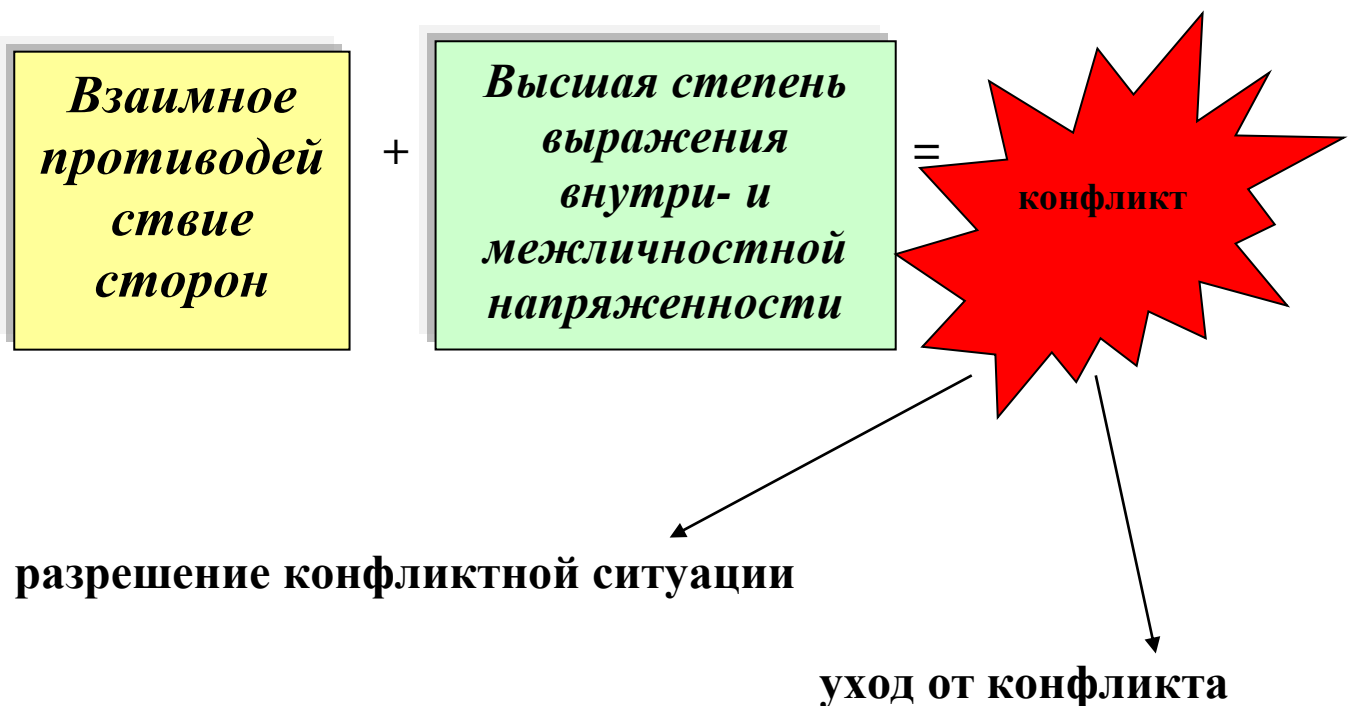 Взаимное
противодей
ствие
сторон
+
Высшая степень
выражения
внутри- и
межличностной
напряженности
=
конфликт
разрешение конфликтной ситуации
уход от конфликта